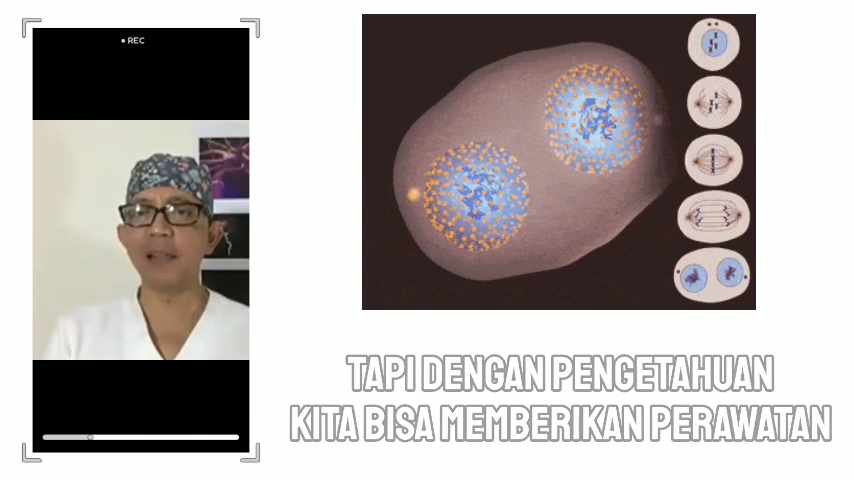 REC
TAPI DENGAN PENGETAHUAN
KITA BISA MEMBERIKAN PERAWATAN